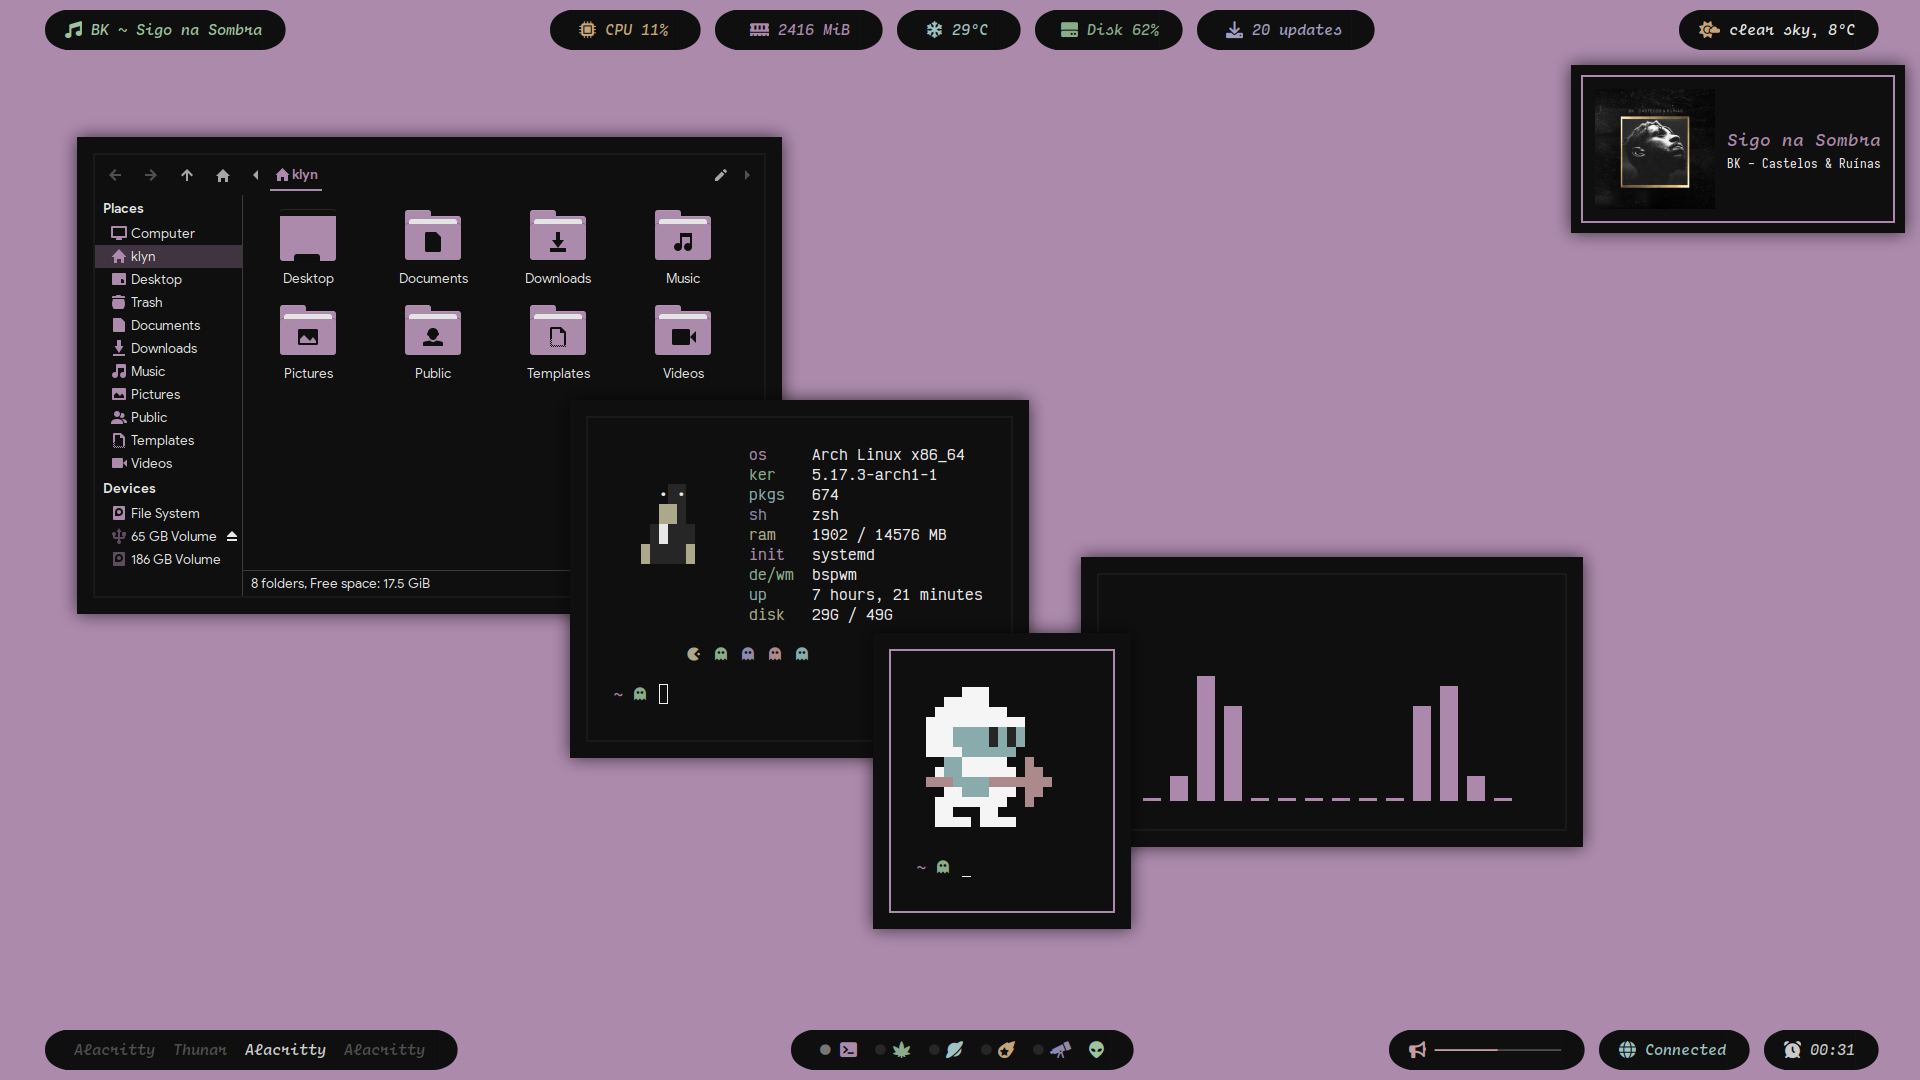 BK ~ Sigo na Sombra
CPU 11%
2416 MiB
29°C
Disk 62%
20 updates
clear sky, 8°C
Sigo na Sombra
BK - Castelos & Ruínas
klyn
Places
Computer
klyn
Desktop
Trash
Documents
Downloads
Music
Pictures
Public
Templates
Videos
Devices
File System
65 GB Volume
186 GB Volume
Desktop
Documents
Downloads
Music
Pictures
Public
Templates
Videos
8 folders, Free space: 17.5 GiB
os Arch Linux x86_64
ker 5.17.3-arch1-1
pkgs 674
sh zsh
ram 1902 / 14576 MB
init systemd
de/wm bspwm
up 7 hours, 21 minutes
disk 29G / 49G
~
~ _
Alacritty Thunar Alacritty Alacritty
Connected
00:31